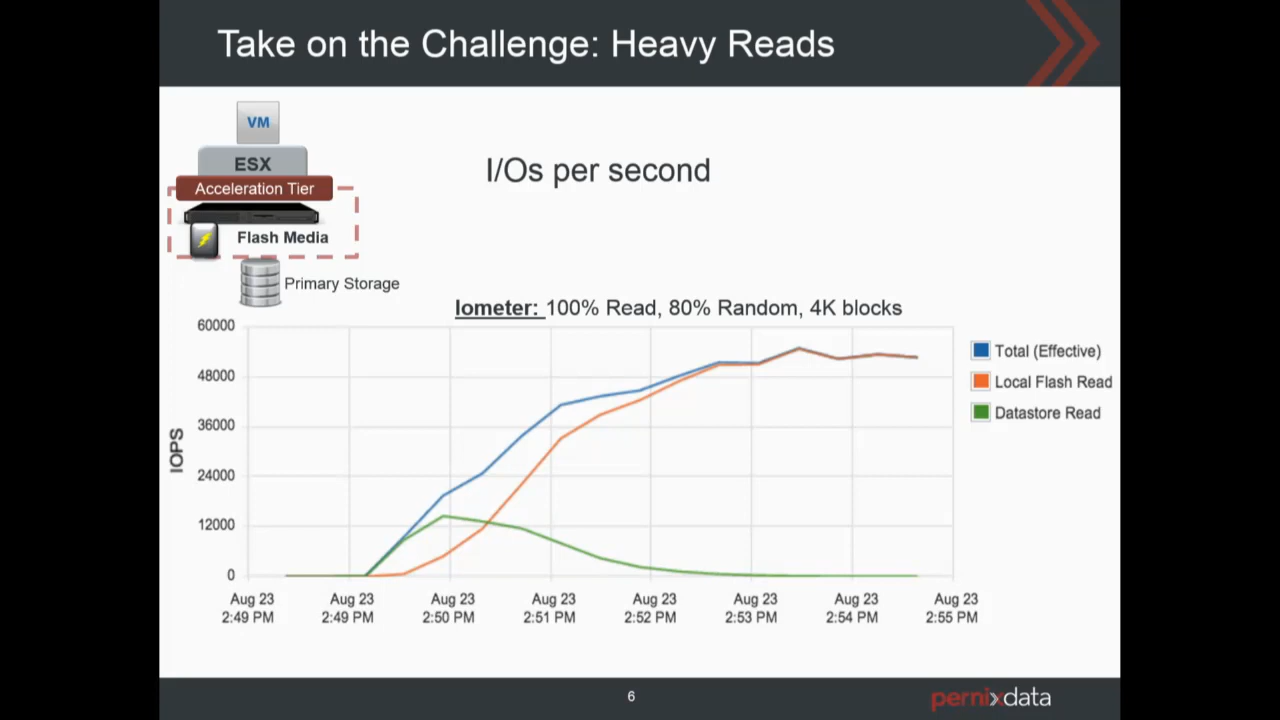 Take on the Challenge: Heavy Reads
VM
ESX
Acceleration Tier
Flash Media
Primary Storage
I/Os per second
Iometer: 100% Read, 80% Random, 4K blocks
60000
48000
36000
24000
12000
0
IOPS
Aug 23 Aug 23 Aug 23 Aug 23 Aug 23 Aug 23 Aug 23 Aug 23
2:49 PM 2:49 PM 2:50 PM 2:51 PM 2:52 PM 2:53 PM 2:54 PM 2:55 PM
Total (Effective)
Local Flash Read
Datastore Read
6
pernixdata